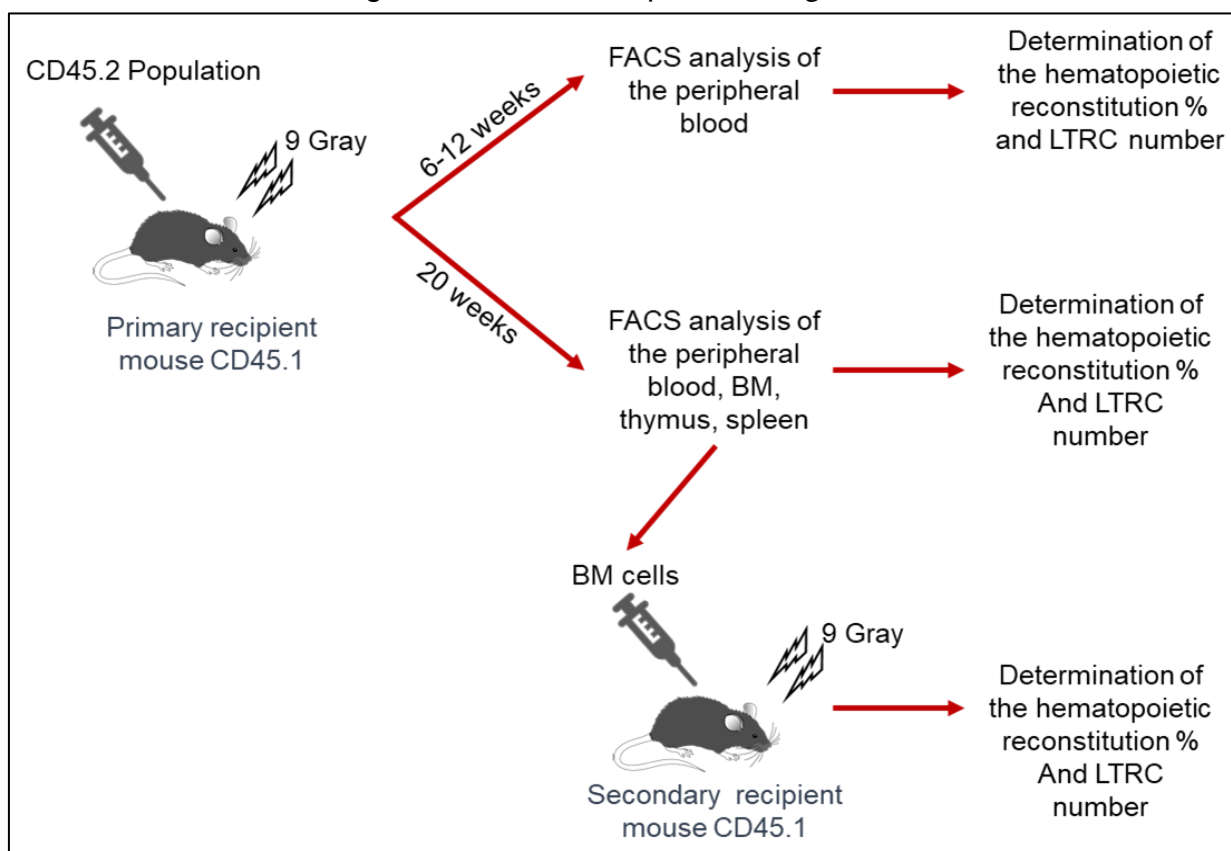 CD45.2 Population
9 Gray
Primary recipient
mouse CD45.1
6-12 weeks
20 weeks
FACS analysis of
the peripheral
blood
Determination of
the hematopoietic
reconstitution %
and LTRC number
FACS analysis of
the peripheral
blood, BM,
thymus, spleen
Determination of
the hematopoietic
reconstitution %
And LTRC
number
BM cells
9 Gray
Secondary recipient
mouse CD45.1
Determination of
the hematopoietic
reconstitution %
And LTRC
number